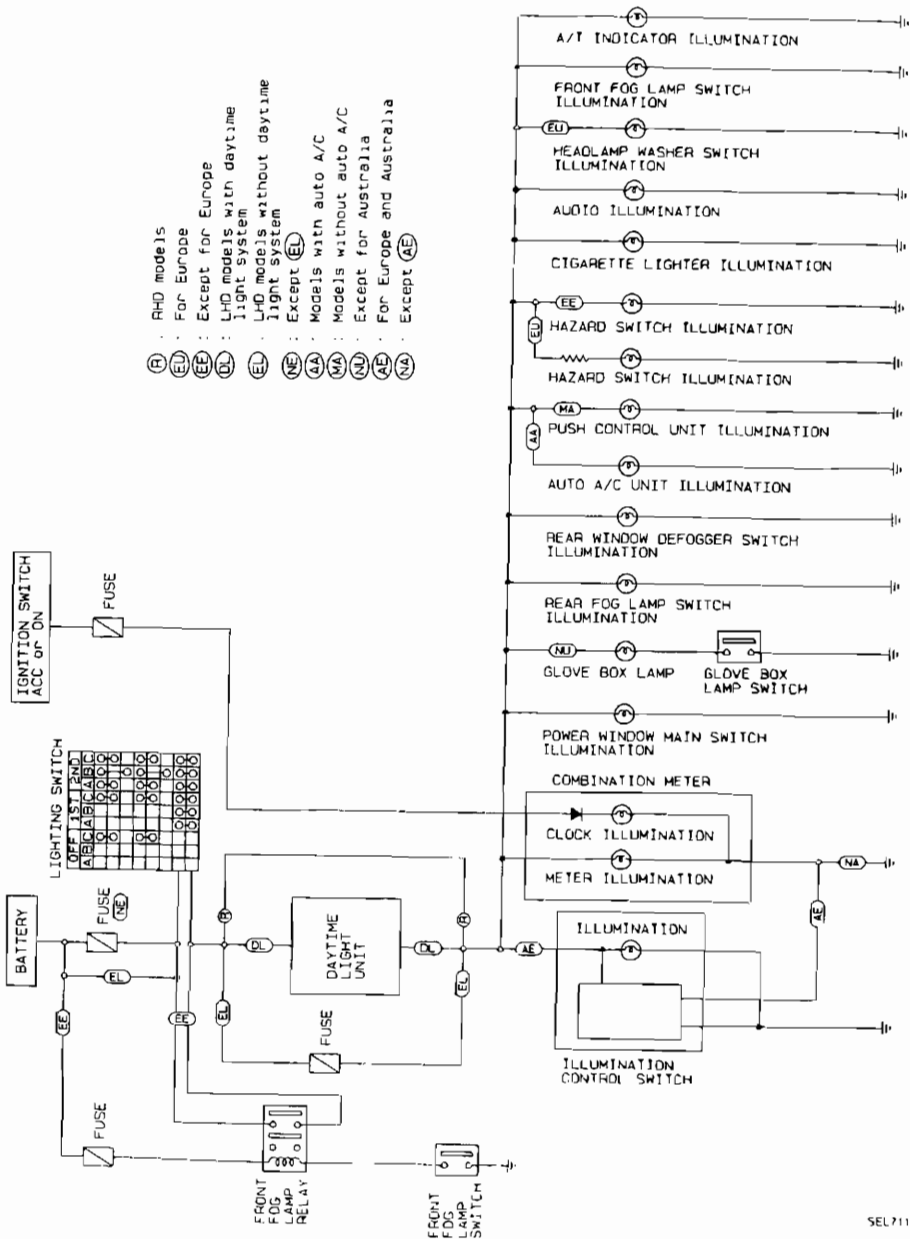 A/T INDICATOR ILLUMINATION
FRONT FOG LAMP SWITCH
ILLUMINATION
EU
HEADLAMP WASHER SWITCH
ILLUMINATION
AUDIO ILLUMINATION
CIGARETTE LIGHTER ILLUMINATION
EE
HAZARD SWITCH ILLUMINATION
EU
HAZARD SWITCH ILLUMINATION
MA
PUSH CONTROL UNIT ILLUMINATION
AA
AUTO A/C UNIT ILLUMINATION
REAR WINDOW DEFOGGER SWITCH
ILLUMINATION
REAR FOG LAMP SWITCH
ILLUMINATION
NU
GLOVE BOX LAMP
GLOVE BOX
LAMP SWITCH
POWER WINDOW MAIN SWITCH
ILLUMINATION
COMBINATION METER
CLOCK ILLUMINATION
METER ILLUMINATION
NA
AE
AE
ILLUMINATION
ILLUMINATION
CONTROL SWITCH
R : RHD models
EU : For Europe
EE : Except for Europe
DL : LHD models with daytime
light system
EL : LHD models without daytime
light system
NE : Except EL
AA : Models with auto A/C
MA : Models without auto A/C
NU : Except for Australia
AE : For Europe and Australia
NA : Except AE
IGNITION SWITCH
ACC or ON
FUSE
LIGHTING SWITCH
OFF 1ST 2ND
A B C A B C A B C
BATTERY
FUSE
NE
EL
EE
EE
R
R
DL
DAYTIME
LIGHT
UNIT
DL
EL
EL
FUSE
FUSE
FRONT
FOG
LAMP
RELAY
FRONT
FOG
LAMP
SWITCH
SEL711